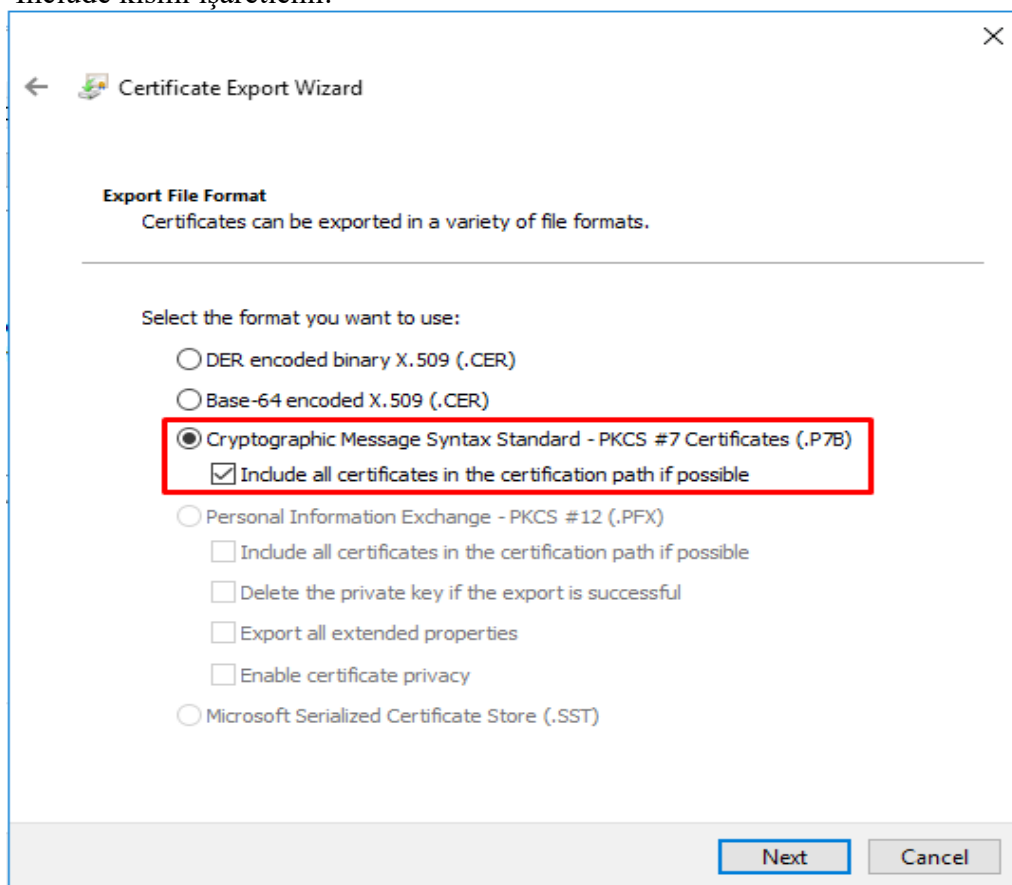 Include kısmı işaretlenir.
Certificate Export Wizard
Export File Format
Certificates can be exported in a variety of file formats.
Select the format you want to use:
DER encoded binary X.509 (.CER)
Base-64 encoded X.509 (.CER)
Cryptographic Message Syntax Standard - PKCS #7 Certificates (.P7B)
Include all certificates in the certification path if possible
Personal Information Exchange - PKCS #12 (.PFX)
Include all certificates in the certification path if possible
Delete the private key if the export is successful
Export all extended properties
Enable certificate privacy
Microsoft Serialized Certificate Store (.SST)
Next Cancel